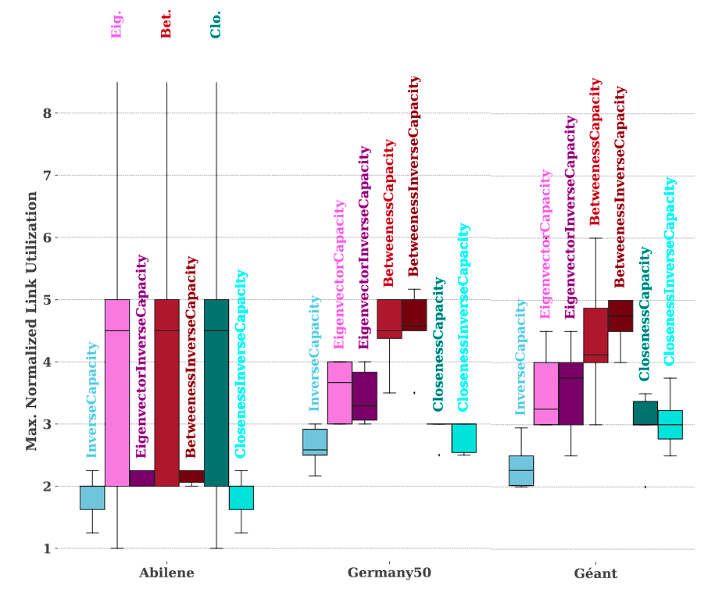 Eig.
Bet.
Clo.
Max. Normalized Link Utilization
8
7
6
5
4
3
2
1
InverseCapacity
EigenvectorInverseCapacity
BetweenessInverseCapacity
ClosenessInverseCapacity
InverseCapacity
EigenvectorCapacity
EigenvectorInverseCapacity
BetweenessCapacity
BetweenessInverseCapacity
ClosenessCapacity
ClosenessInverseCapacity
InverseCapacity
EigenvectorCapacity
EigenvectorInverseCapacity
BetweenessCapacity
BetweenessInverseCapacity
ClosenessCapacity
ClosenessInverseCapacity
Abilene
Germany50
Géant